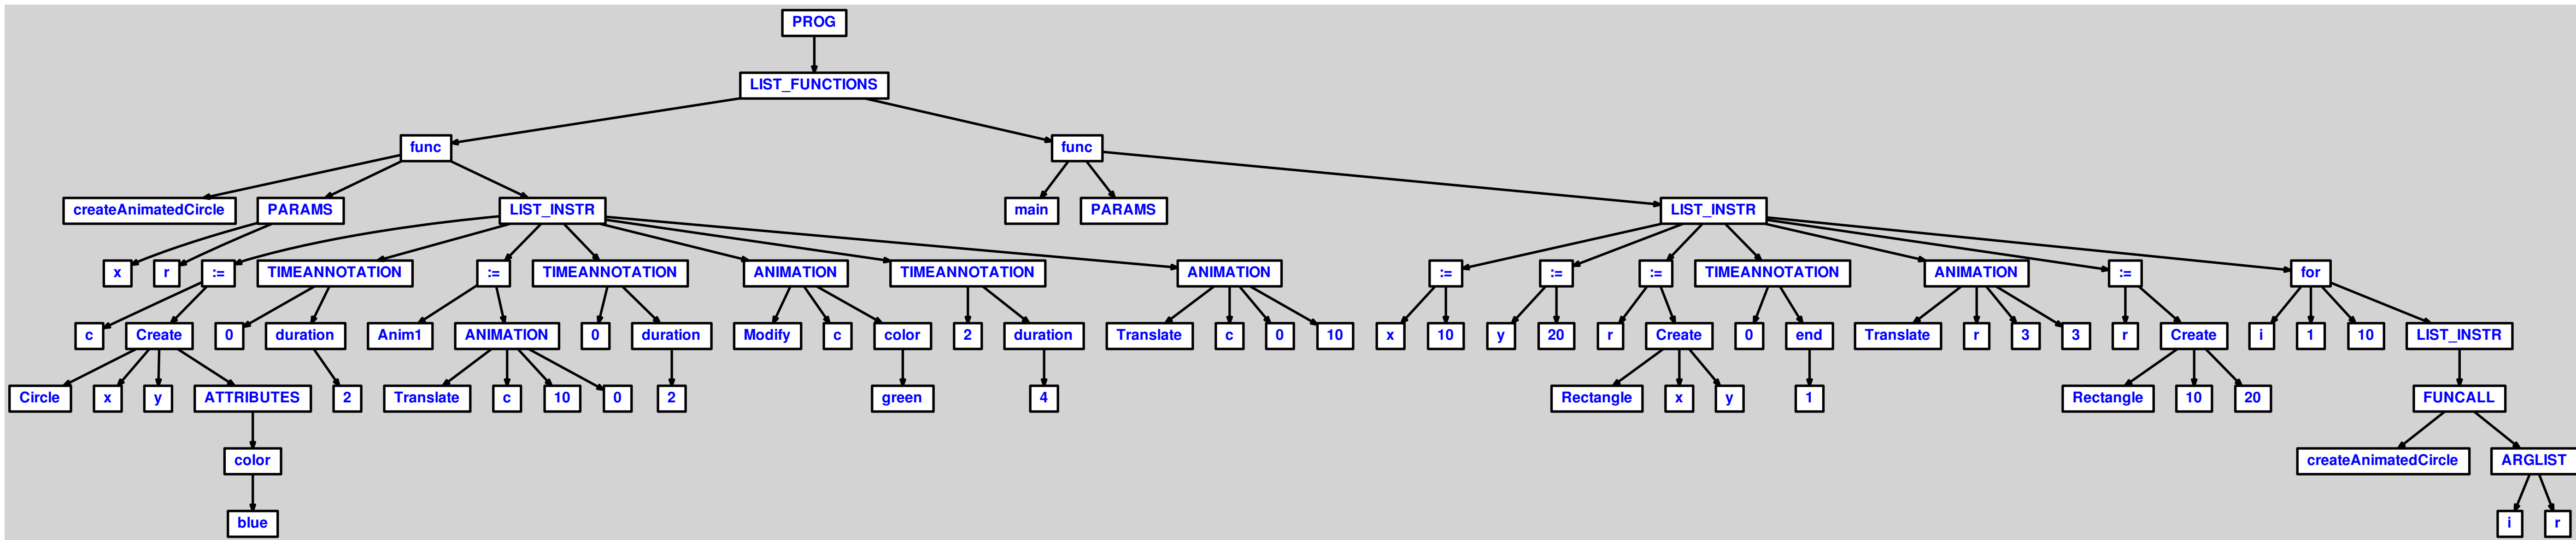 PROG
LIST_FUNCTIONS
func func
createAnimatedCircle PARAMS LIST_INSTR main PARAMS LIST_INSTR
x r := TIMEANNOTATION := TIMEANNOTATION ANIMATION TIMEANNOTATION ANIMATION := := := TIMEANNOTATION ANIMATION := for
c Create 0 duration Anim1 ANIMATION 0 duration Modify c color 2 duration Translate c 0 10 x 10 y 20 r Create 0 end Translate r 3 3 r Create i 1 10 LIST_INSTR
Circle x y ATTRIBUTES 2 Translate c 10 0 2 green 4 Rectangle x y 1 Rectangle 10 20 FUNCALL
color createAnimatedCircle ARGLIST
blue i r